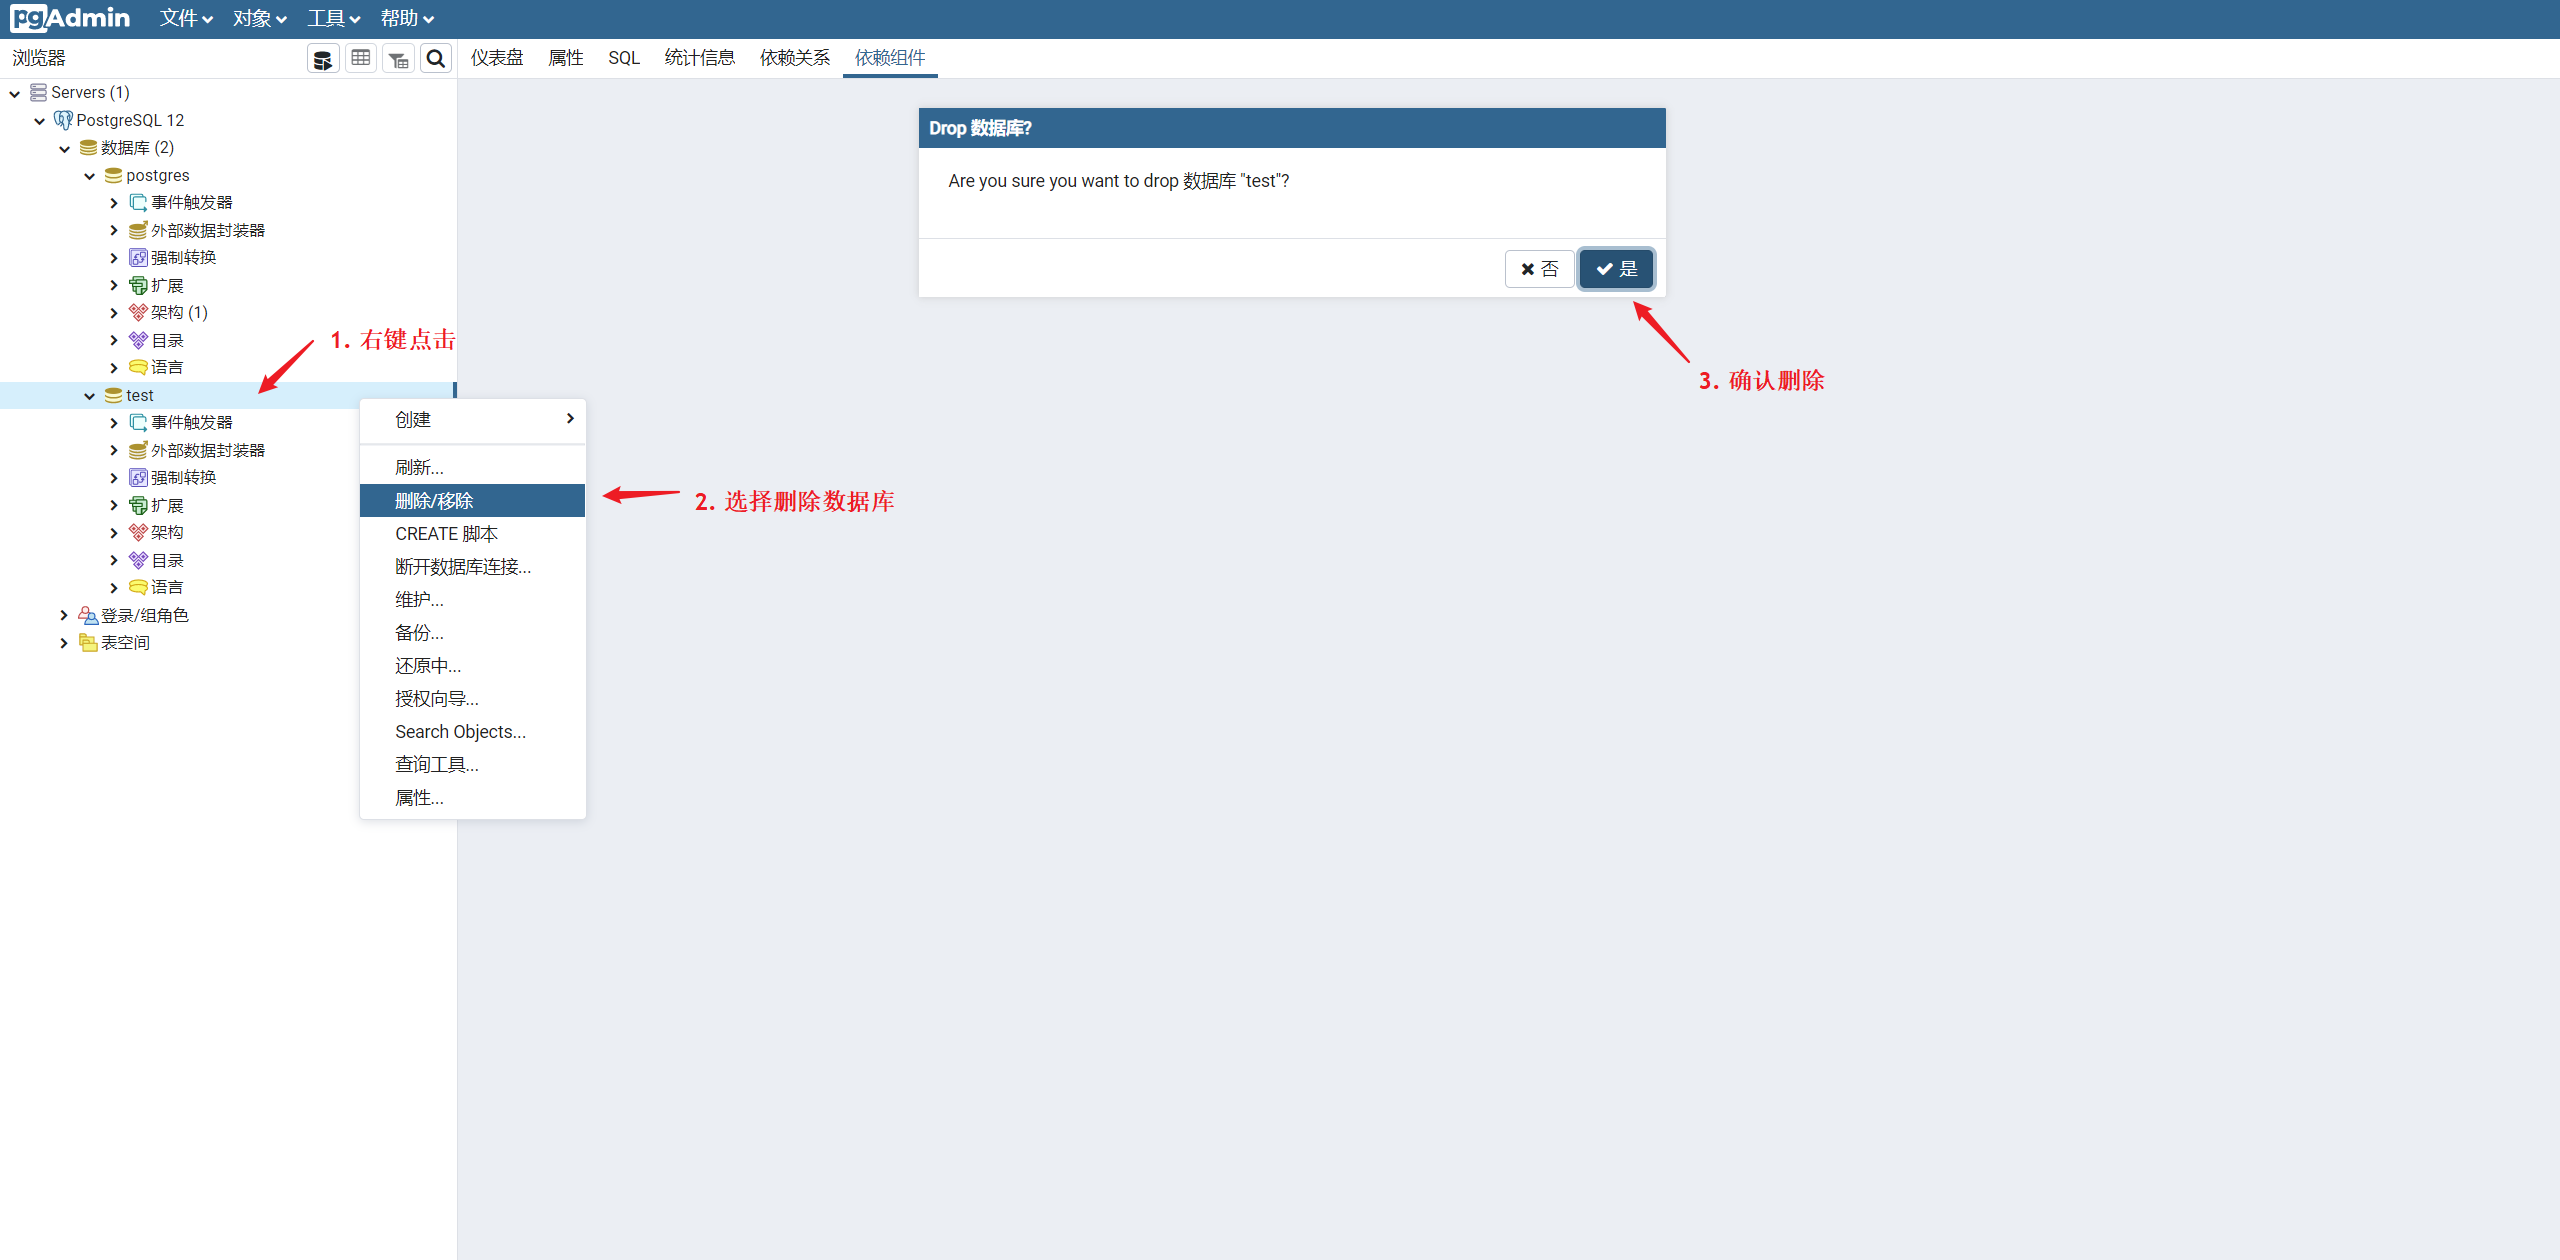 pgAdmin 文件 对象 工具 帮助
浏览器 仪表盘 属性 SQL 统计信息 依赖关系 依赖组件
Servers (1)
PostgreSQL 12
数据库 (2)
postgres
事件触发器
外部数据封装器
强制转换
扩展
架构 (1)
目录
语言
test
事件触发器
外部数据封装器
强制转换
扩展
架构
目录
语言
登录/组角色
表空间
1. 右键点击
创建
刷新...
删除/移除
CREATE 脚本
断开数据库连接...
维护...
备份...
还原中...
授权向导...
Search Objects...
查询工具...
属性...
2. 选择删除数据库
Drop 数据库?
Are you sure you want to drop 数据库 "test"?
否 是
3. 确认删除